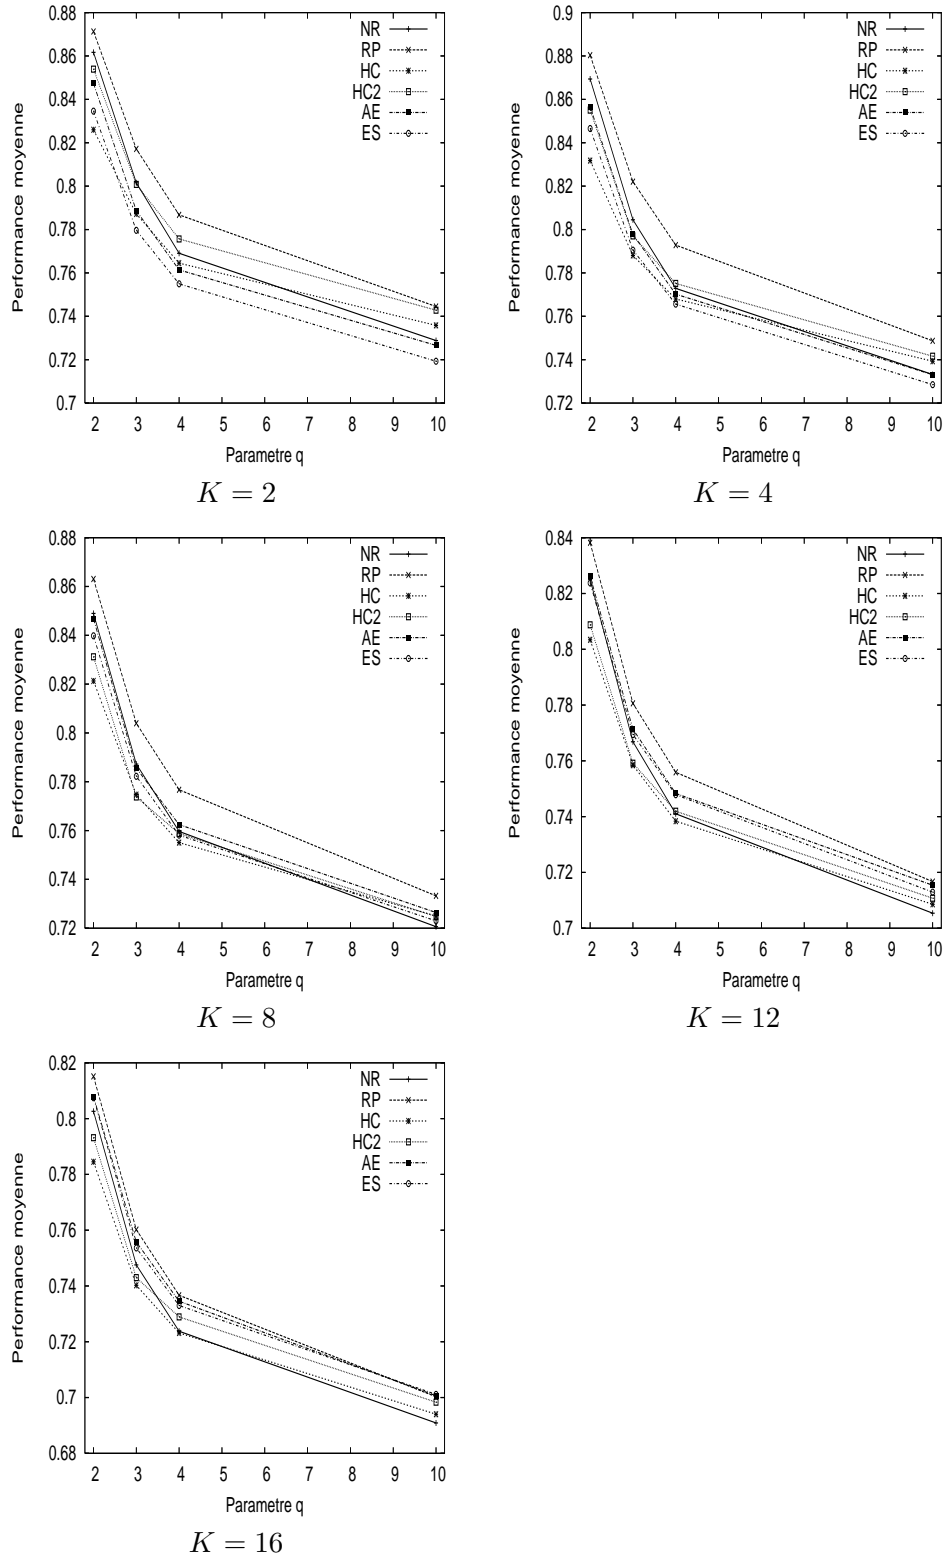 0.88
0.86
0.84
0.82
0.8
0.78
0.76
0.74
0.72
0.7
Performance moyenne
NR
RP
HC
HC2
AE
ES
2 3 4 5 6 7 8 9 10
Parametre q
K = 2
0.9
0.88
0.86
0.84
0.82
0.8
0.78
0.76
0.74
0.72
Performance moyenne
NR
RP
HC
HC2
AE
ES
2 3 4 5 6 7 8 9 10
Parametre q
K = 4
0.88
0.86
0.84
0.82
0.8
0.78
0.76
0.74
0.72
Performance moyenne
NR
RP
HC
HC2
AE
ES
2 3 4 5 6 7 8 9 10
Parametre q
K = 8
0.84
0.82
0.8
0.78
0.76
0.74
0.72
0.7
Performance moyenne
NR
RP
HC
HC2
AE
ES
2 3 4 5 6 7 8 9 10
Parametre q
K = 12
0.82
0.8
0.78
0.76
0.74
0.72
0.7
0.68
Performance moyenne
NR
RP
HC
HC2
AE
ES
2 3 4 5 6 7 8 9 10
Parametre q
K = 16